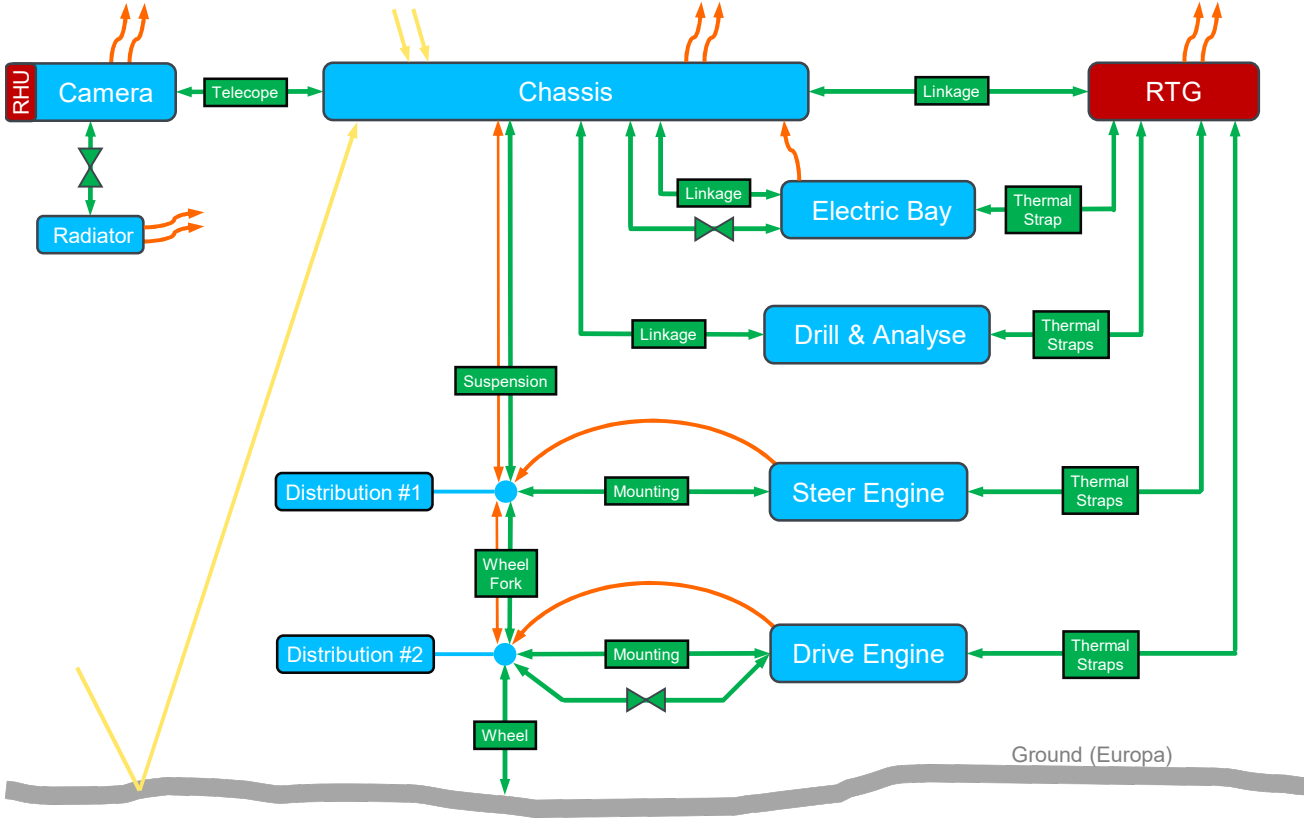 RHU
Camera
Telecope
Chassis
Linkage
RTG
Linkage
Electric Bay
Thermal
Strap
Radiator
Linkage
Drill & Analyse
Thermal
Straps
Suspension
Distribution #1
Mounting
Steer Engine
Thermal
Straps
Wheel
Fork
Distribution #2
Mounting
Drive Engine
Thermal
Straps
Wheel
Ground (Europa)